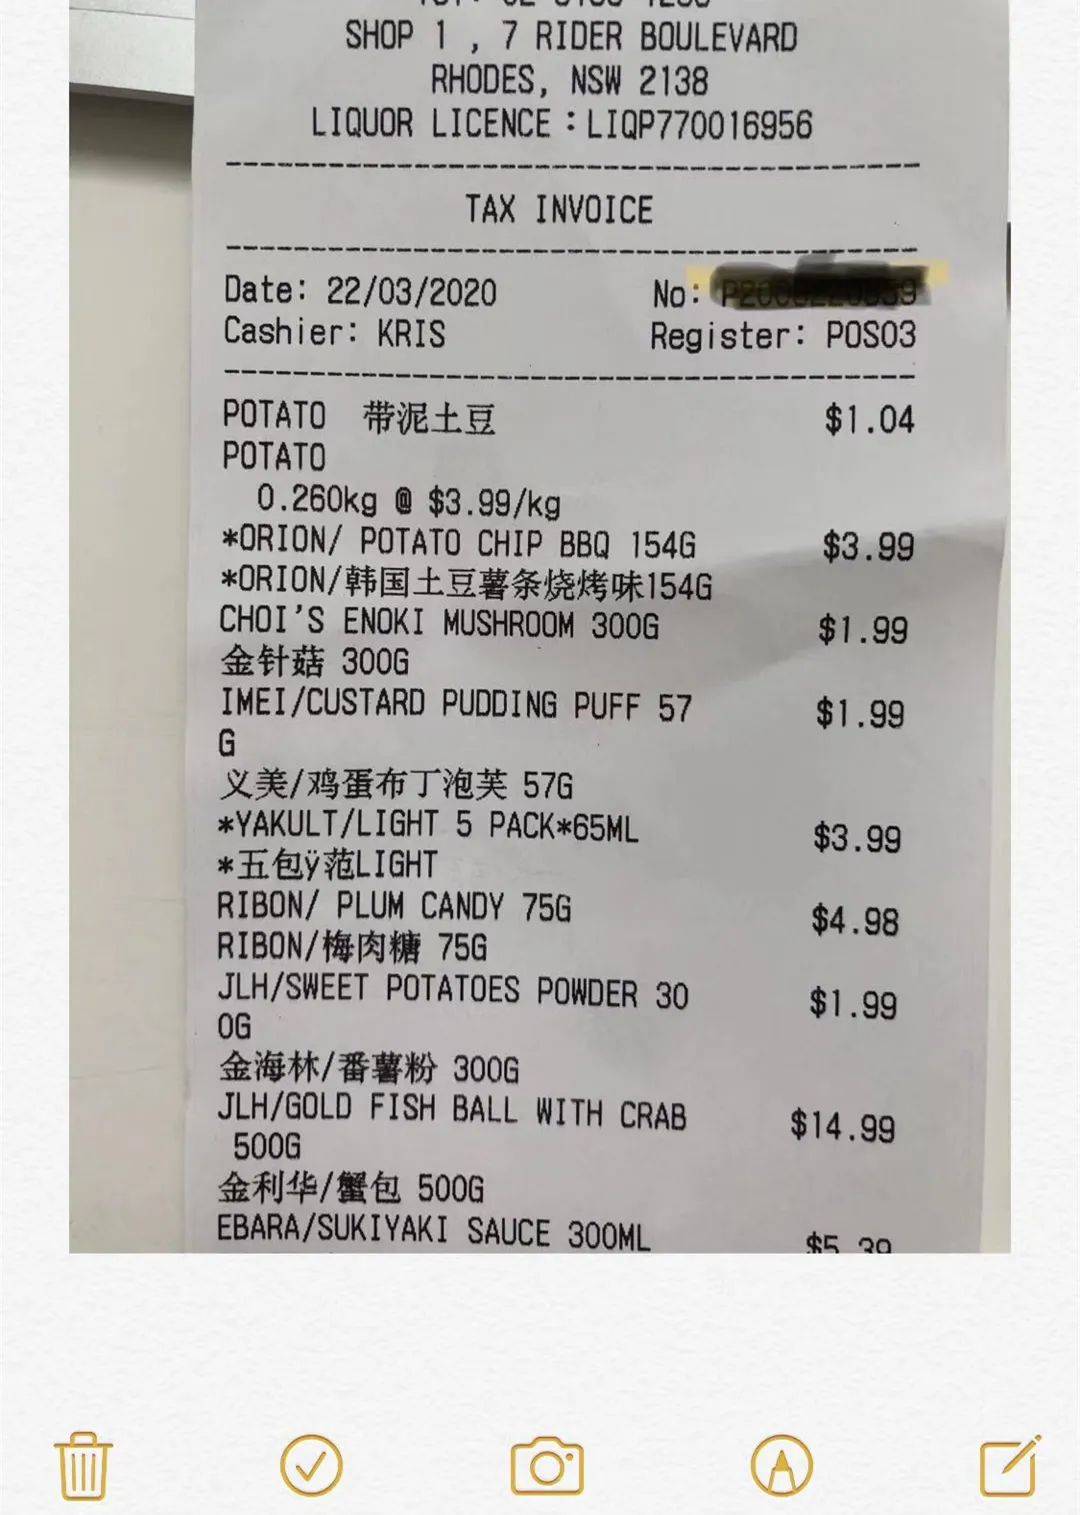 SHOP 1 , 7 RIDER BOULEVARD
RHODES, NSW 2138
LIQUOR LICENCE：LIQP770016956
TAX INVOICE
Date: 22/03/2020 No:
Cashier: KRIS Register: POS03
POTATO 带泥土豆 $1.04
POTATO
0.260kg @ $3.99/kg
*ORION/ POTATO CHIP BBQ 154G $3.99
*ORION/韩国土豆薯条烧烤味154G
CHOI'S ENOKI MUSHROOM 300G $1.99
金针菇 300G
IMEI/CUSTARD PUDDING PUFF 57 $1.99
G
义美/鸡蛋布丁泡芙 57G
*YAKULT/LIGHT 5 PACK*65ML $3.99
*五包ÿ范LIGHT
RIBON/ PLUM CANDY 75G $4.98
RIBON/梅肉糖 75G
JLH/SWEET POTATOES POWDER 30 $1.99
0G
金海林/番薯粉 300G
JLH/GOLD FISH BALL WITH CRAB $14.99
500G
金利华/蟹包 500G
EBARA/SUKIYAKI SAUCE 300ML $5.39